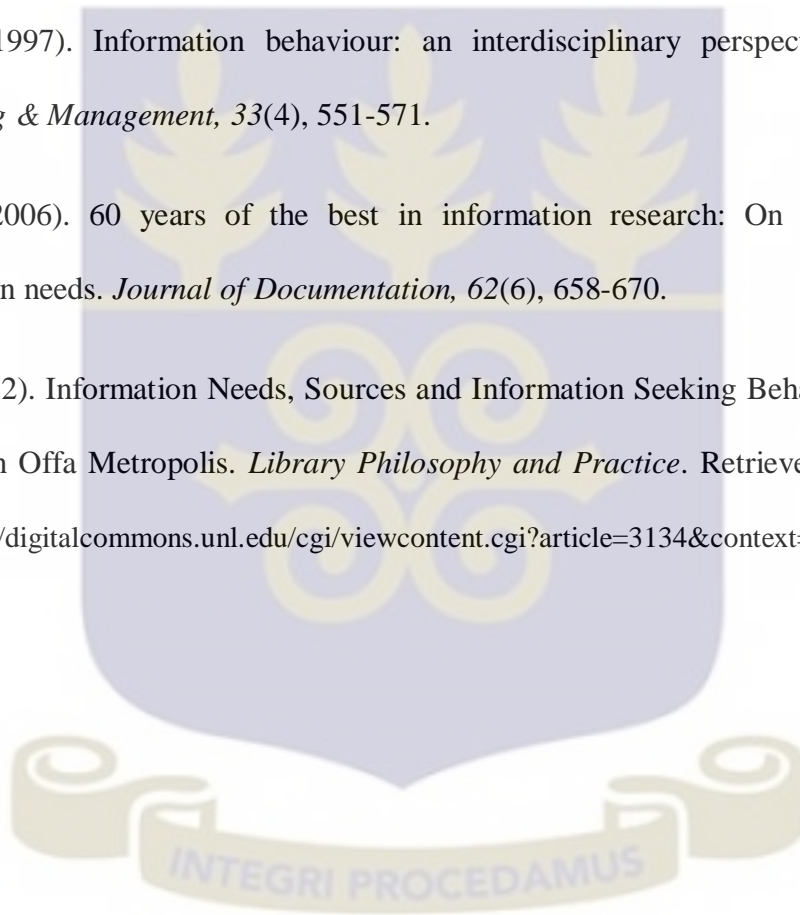 1997). Information behaviour: an interdisciplinary perspec
g & Management, 33(4), 551-571.
2006). 60 years of the best in information research: On
n needs. Journal of Documentation, 62(6), 658-670.
2). Information Needs, Sources and Information Seeking Beha
n Offa Metropolis. Library Philosophy and Practice. Retrieve
/digitalcommons.unl.edu/cgi/viewcontent.cgi?article=3134&context=
INTEGRI PROCEDAMUS